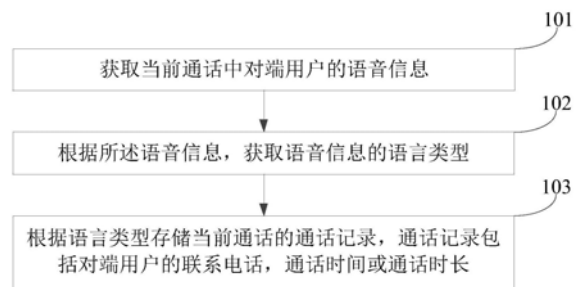 101
获取当前通话中对端用户的语音信息
102
根据所述语音信息，获取语音信息的语言类型
103
根据语言类型存储当前通话的通话记录，通话记录包
括对端用户的联系电话，通话时间或通话时长